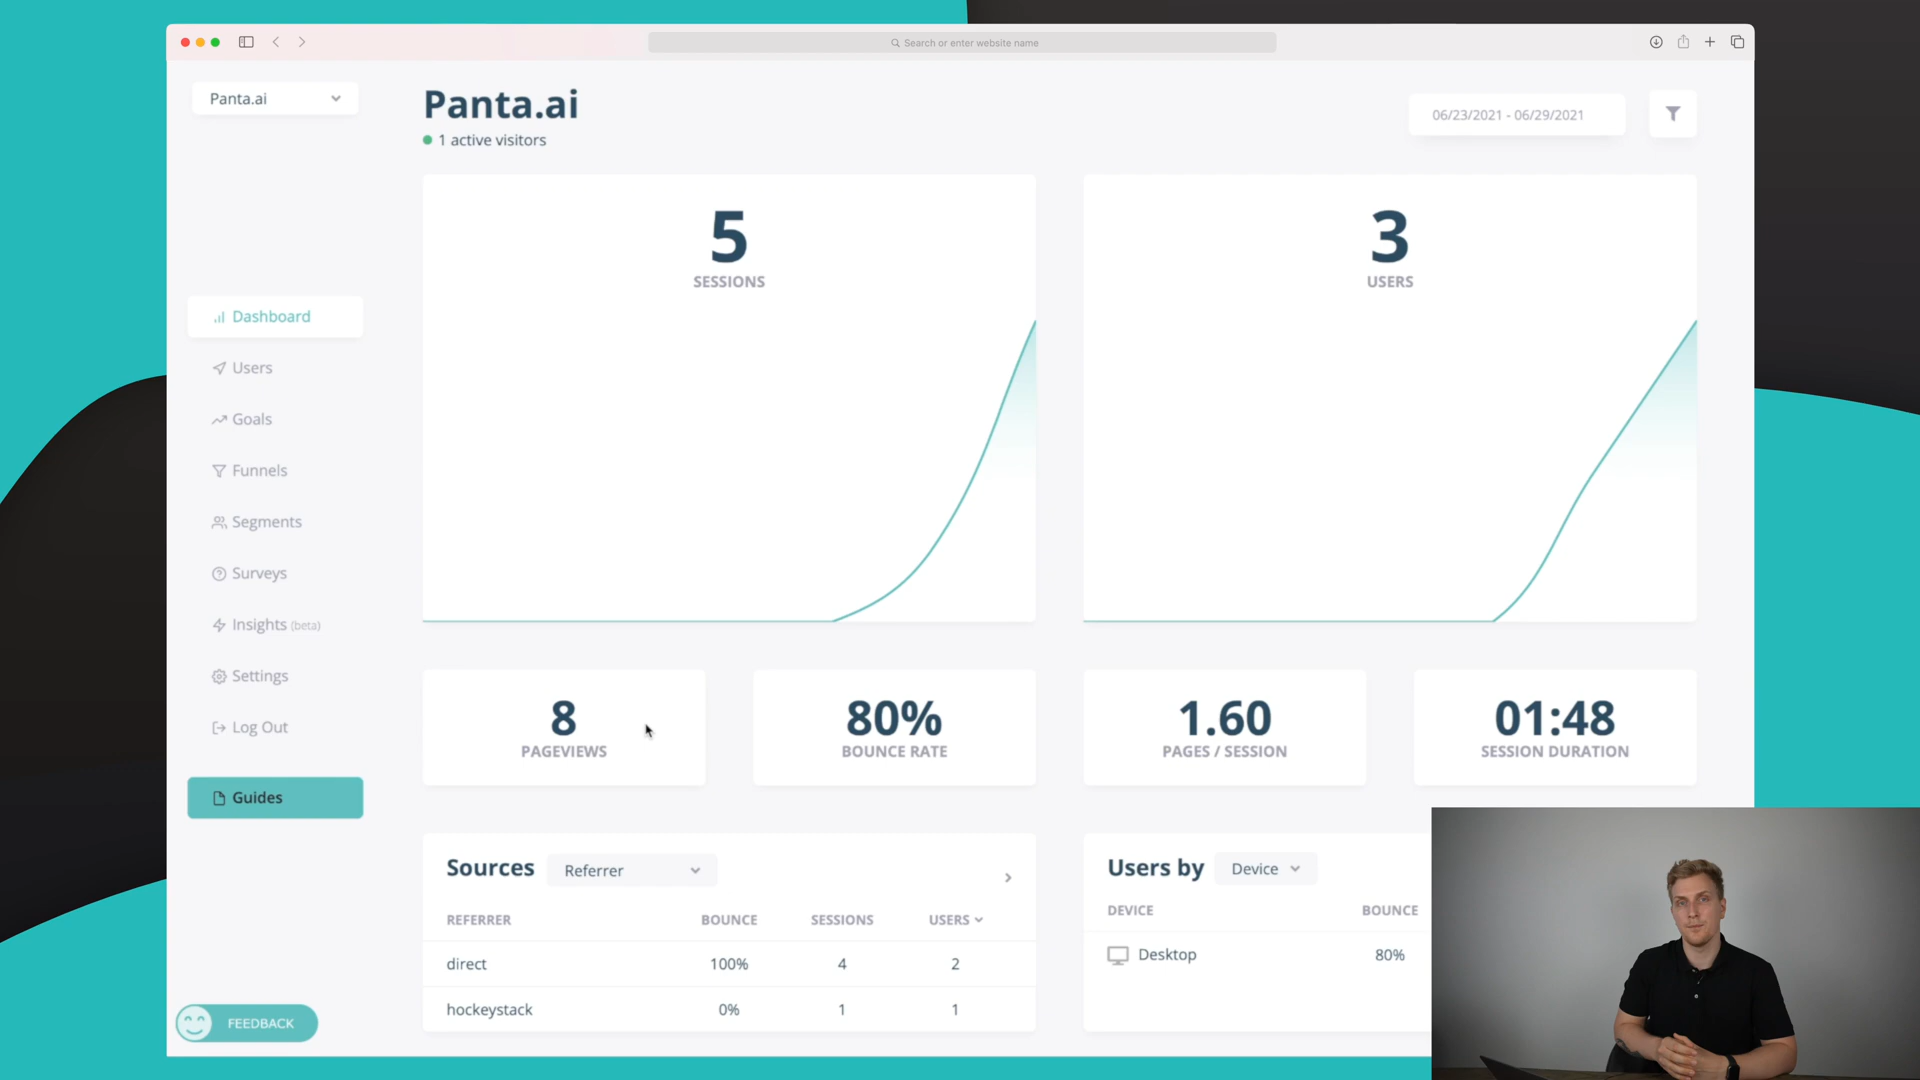 Search or enter website name
Panta.ai
Panta.ai
1 active visitors
06/23/2021 - 06/29/2021
5
SESSIONS
3
USERS
Dashboard
Users
Goals
Funnels
Segments
Surveys
Insights (beta)
Settings
Log Out
Guides
FEEDBACK
8
PAGEVIEWS
80%
BOUNCE RATE
1.60
PAGES / SESSION
01:48
SESSION DURATION
Sources Referrer
REFERRER BOUNCE SESSIONS USERS
direct 100% 4 2
hockeystack 0% 1 1
Users by Device
DEVICE BOUNCE
Desktop 80%